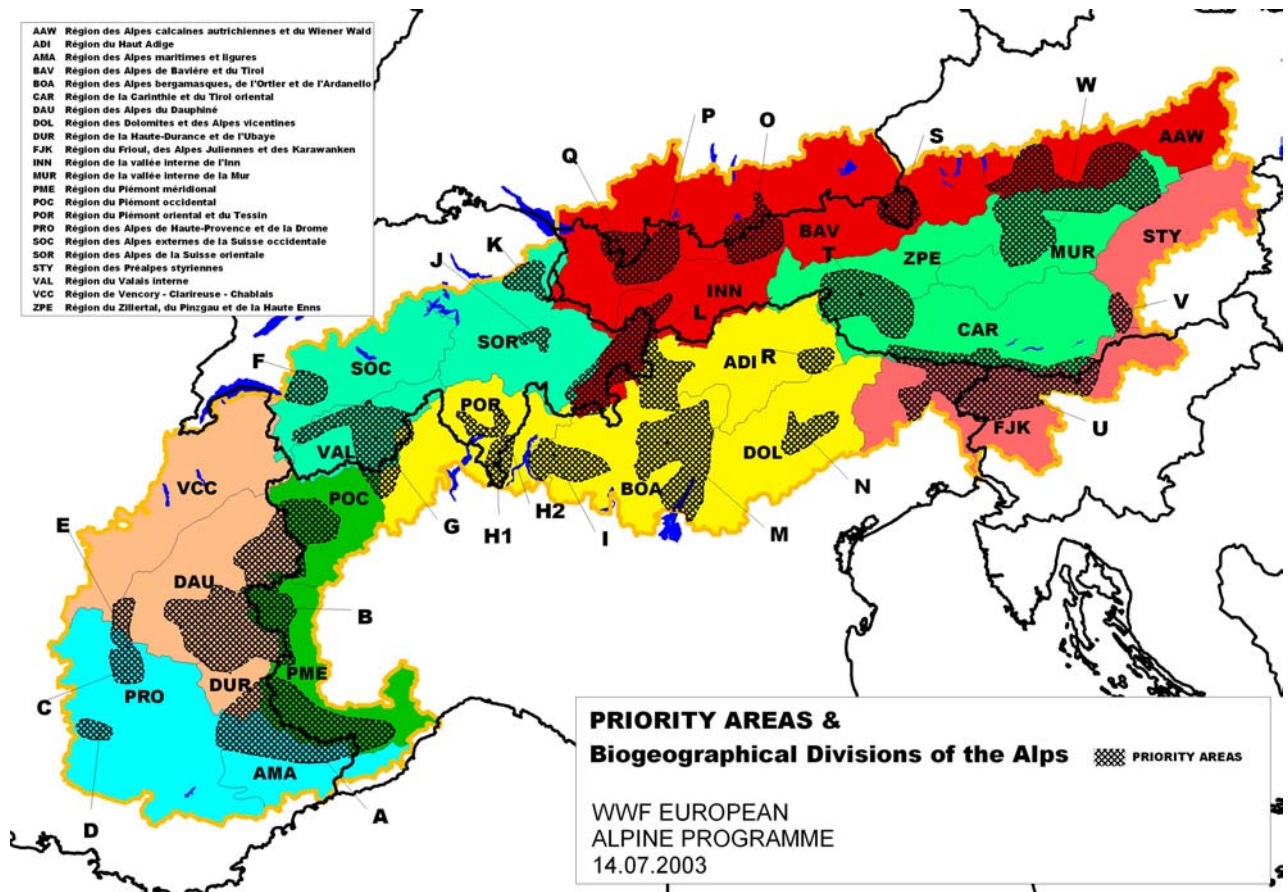 AAW Région des Alpes calcaines autrichiennes et du Wiener Wald
ADI Région du Haut Adige
AMA Région des Alpes maritimes et ligures
BAV Région des Alpes de Baviére et du Tirol
BOA Région des Alpes bergamasques, de l'Ortler et de l'Ardanello
CAR Région de la Carinthie et du Tirol oriental
DAU Région des Alpes du Dauphiné
DOL Région des Dolomites et des Alpes vicentines
DUR Région de la Haute-Durance et de l'Ubaye
FJK Région du Frioul, des Alpes Juliennes et des Karawanken
INN Région de la vallée interne de l'Inn
MUR Région de la vallée interne de la Mur
PME Région du Piémont méridional
POC Région du Piémont occidental
POR Région du Piémont oriental et du Tessin
PRO Région des Alpes de Haute-Provence et de la Drome
SOC Région des Alpes externes de la Suisse occidentale
SOR Région des Alpes de la Suisse orientale
STY Région des Préalpes styriennes
VAL Région du Valais interne
VCC Région de Vencory - Clarireuse - Chablais
ZPE Région du Zillertal, du Pinzgau et de la Haute Enns
W
P
O
S
AAW
Q
BAV
STY
K
T
ZPE
MUR
J
INN
L
V
CAR
SOR
F
SOC
ADI
R
POR
FJK
U
VAL
DOL
VCC
POC
BOA
N
E
G
H1
H2
I
M
DAU
B
PME
DUR
PRO
C
AMA
D
A
PRIORITY AREAS &
Biogeographical Divisions of the Alps
PRIORITY AREAS
WWF EUROPEAN
ALPINE PROGRAMME
14.07.2003